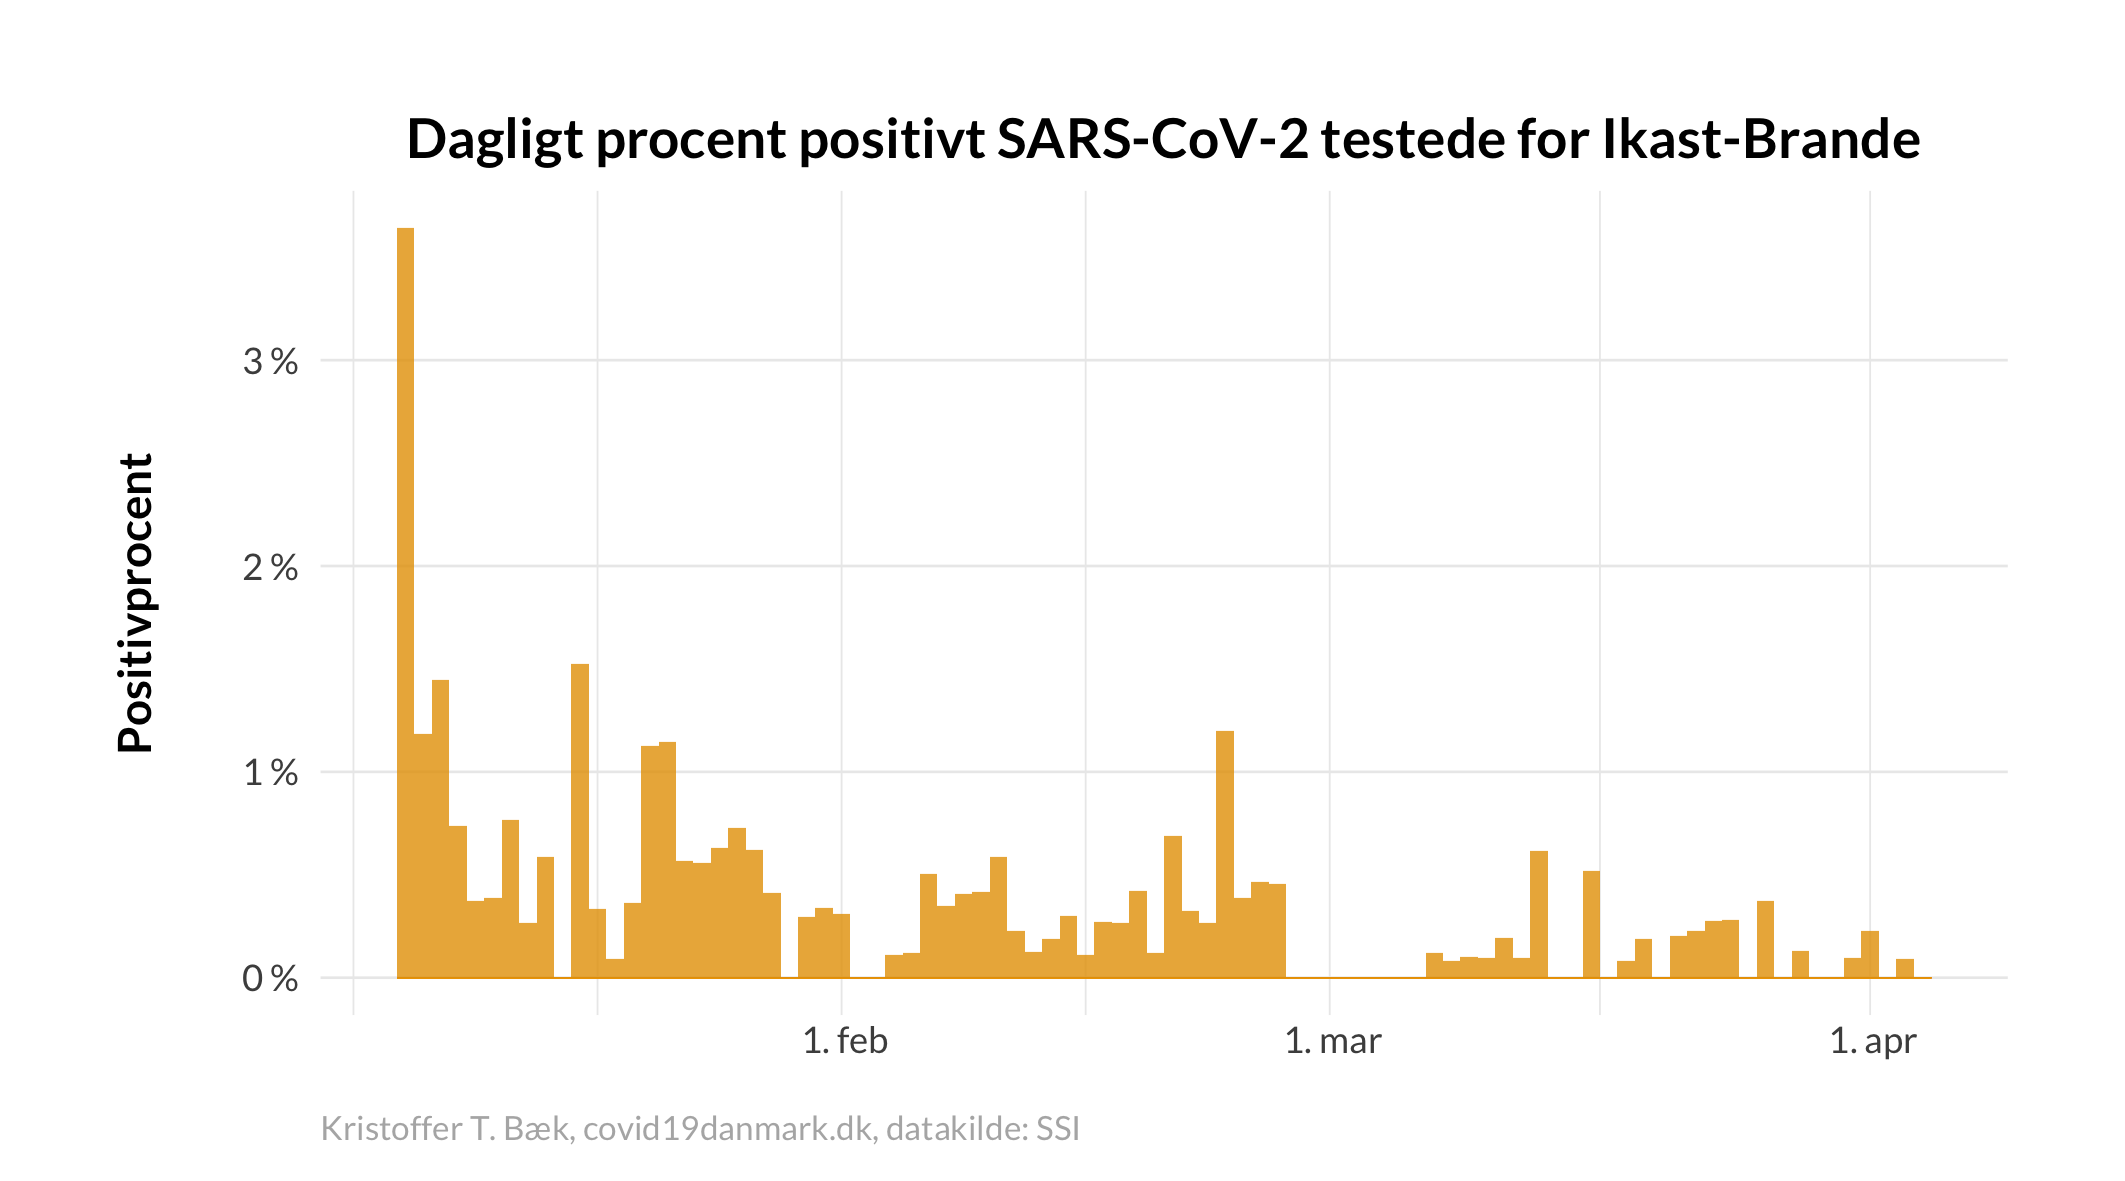 Dagligt procent positivt SARS-CoV-2 testede for Ikast-Brande
Positivprocent
3 %
2 %
1 %
0 %
1. feb
1. mar
1. apr
Kristoffer T. Bæk, covid19danmark.dk, datakilde: SSI